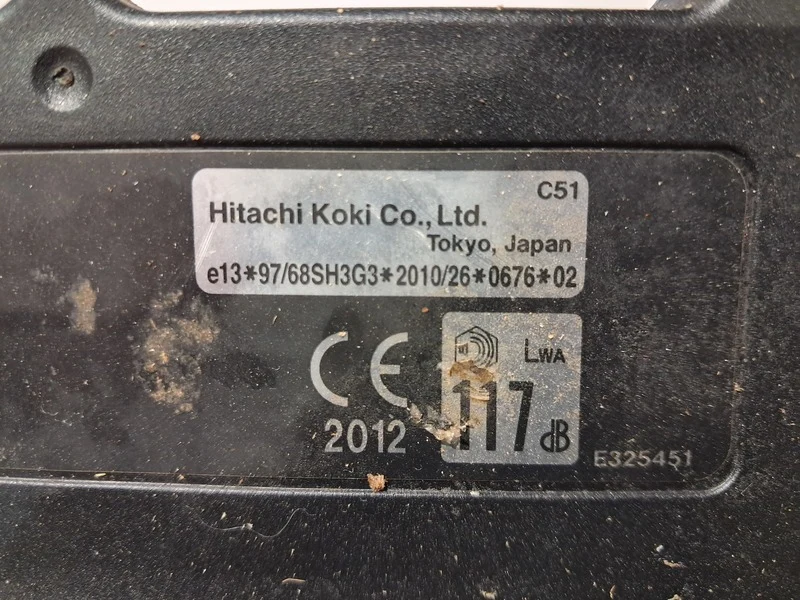 C51
Hitachi Koki Co.,Ltd.
Tokyo, Japan
e13*97/68SH3G3*2010/26*0676*02
CE
LWA
2012
117 dB
E325451